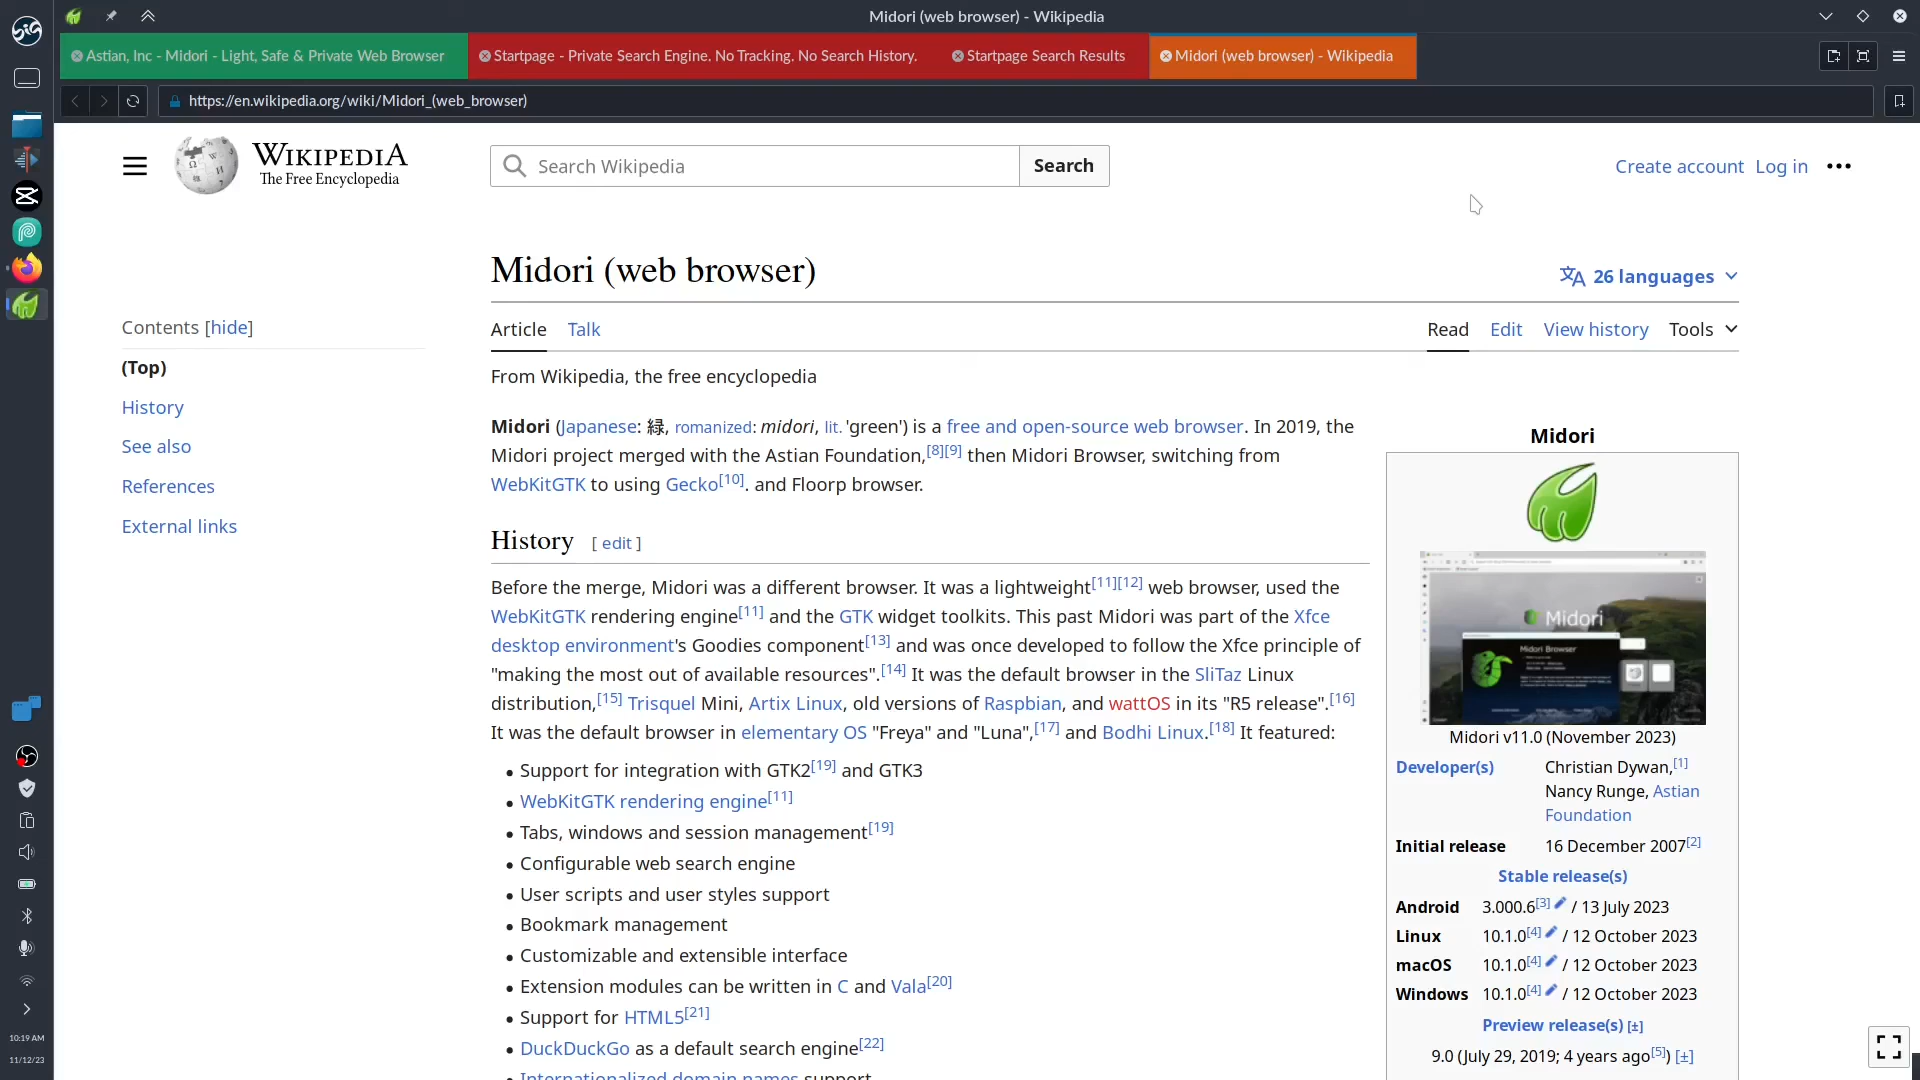 Midori (web browser) - Wikipedia
Astian, Inc - Midori - Light, Safe & Private Web Browser
Startpage - Private Search Engine. No Tracking. No Search History.
Startpage Search Results
Midori (web browser) - Wikipedia
https://en.wikipedia.org/wiki/Midori_(web_browser)
WIKIPEDIA
The Free Encyclopedia
Search Wikipedia
Search
Create account Log in
Midori (web browser)
26 languages
Contents [hide]
(Top)
History
See also
References
External links
Article Talk
Read Edit View history Tools
From Wikipedia, the free encyclopedia
Midori (Japanese: 緑, romanized: midori, lit. 'green') is a free and open-source web browser. In 2019, the
Midori project merged with the Astian Foundation,[8][9] then Midori Browser, switching from
WebKitGTK to using Gecko[10]. and Floorp browser.
History [ edit ]
Before the merge, Midori was a different browser. It was a lightweight[11][12] web browser, used the
WebKitGTK rendering engine[11] and the GTK widget toolkits. This past Midori was part of the Xfce
desktop environment's Goodies component[13] and was once developed to follow the Xfce principle of
"making the most out of available resources".[14] It was the default browser in the SliTaz Linux
distribution,[15] Trisquel Mini, Artix Linux, old versions of Raspbian, and wattOS in its "R5 release".[16]
It was the default browser in elementary OS "Freya" and "Luna",[17] and Bodhi Linux.[18] It featured:
• Support for integration with GTK2[19] and GTK3
• WebKitGTK rendering engine[11]
• Tabs, windows and session management[19]
• Configurable web search engine
• User scripts and user styles support
• Bookmark management
• Customizable and extensible interface
• Extension modules can be written in C and Vala[20]
• Support for HTML5[21]
• DuckDuckGo as a default search engine[22]
• Internationalized domain names support
Midori
Midori
Midori Browser
Midori v11.0 (November 2023)
Developer(s) Christian Dywan,[1]
Nancy Runge, Astian
Foundation
Initial release 16 December 2007[2]
Stable release(s)
Android 3.000.6[3] / 13 July 2023
Linux 10.1.0[4] / 12 October 2023
macOS 10.1.0[4] / 12 October 2023
Windows 10.1.0[4] / 12 October 2023
Preview release(s) [±]
9.0 (July 29, 2019; 4 years ago[5]) [±]
10:19 AM
11/12/23